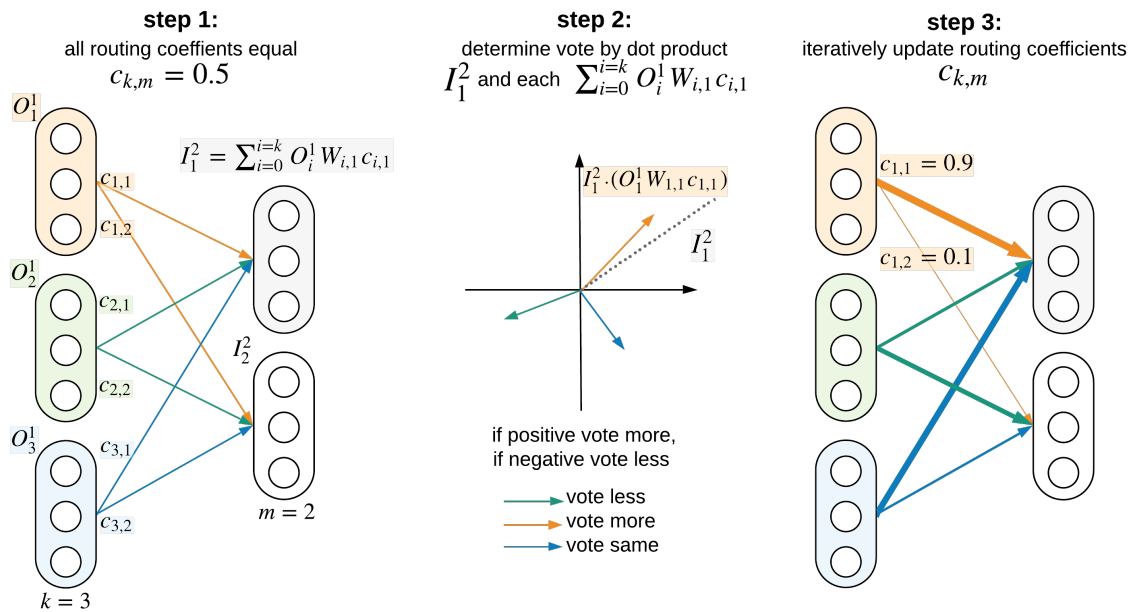 step 1:
all routing coeffients equal
$c_{k,m} = 0.5$
$O_1^1$
$I_1^2 = \sum_{i=0}^{i=k} O_i^1 W_{i,1} c_{i,1}$
$c_{1,1}$
$c_{1,2}$
$O_2^1$
$c_{2,1}$
$I_2^2$
$c_{2,2}$
$O_3^1$
$c_{3,1}$
$c_{3,2}$
$m = 2$
$k = 3$
step 2:
determine vote by dot product
$I_1^2$ and each $\sum_{i=0}^{i=k} O_i^1 W_{i,1} c_{i,1}$
$I_1^2 \cdot (O_1^1 W_{1,1} c_{1,1})$
$I_1^2$
if positive vote more,
if negative vote less
vote less
vote more
vote same
step 3:
iteratively update routing coefficients
$c_{k,m}$
$c_{1,1} = 0.9$
$c_{1,2} = 0.1$